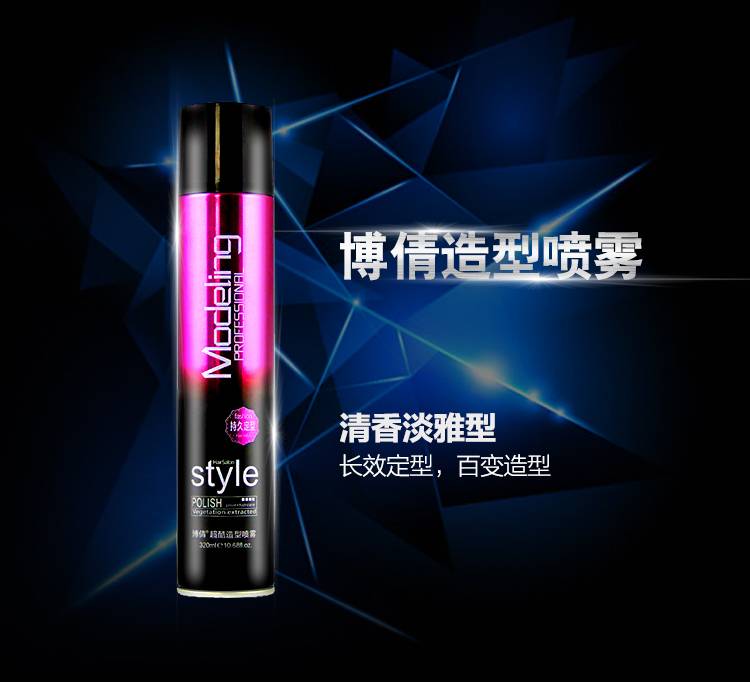 博倩造型喷雾
清香淡雅型
长效定型，百变造型
Modeling
PROFESSIONAL
fashion
持久定型
HairSalon
style
POLISH
Vegetation extracted
博倩®超酷造型喷雾
320ml℮10.68fl.oz.